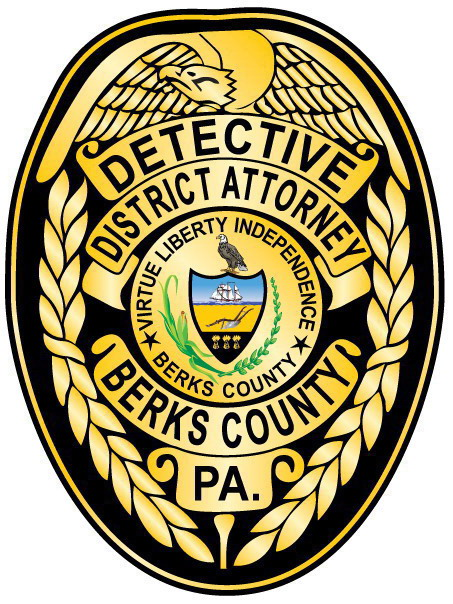 DETECTIVE
DISTRICT ATTORNEY
VIRTUE LIBERTY INDEPENDENCE
★ BERKS COUNTY ★
BERKS COUNTY
PA.